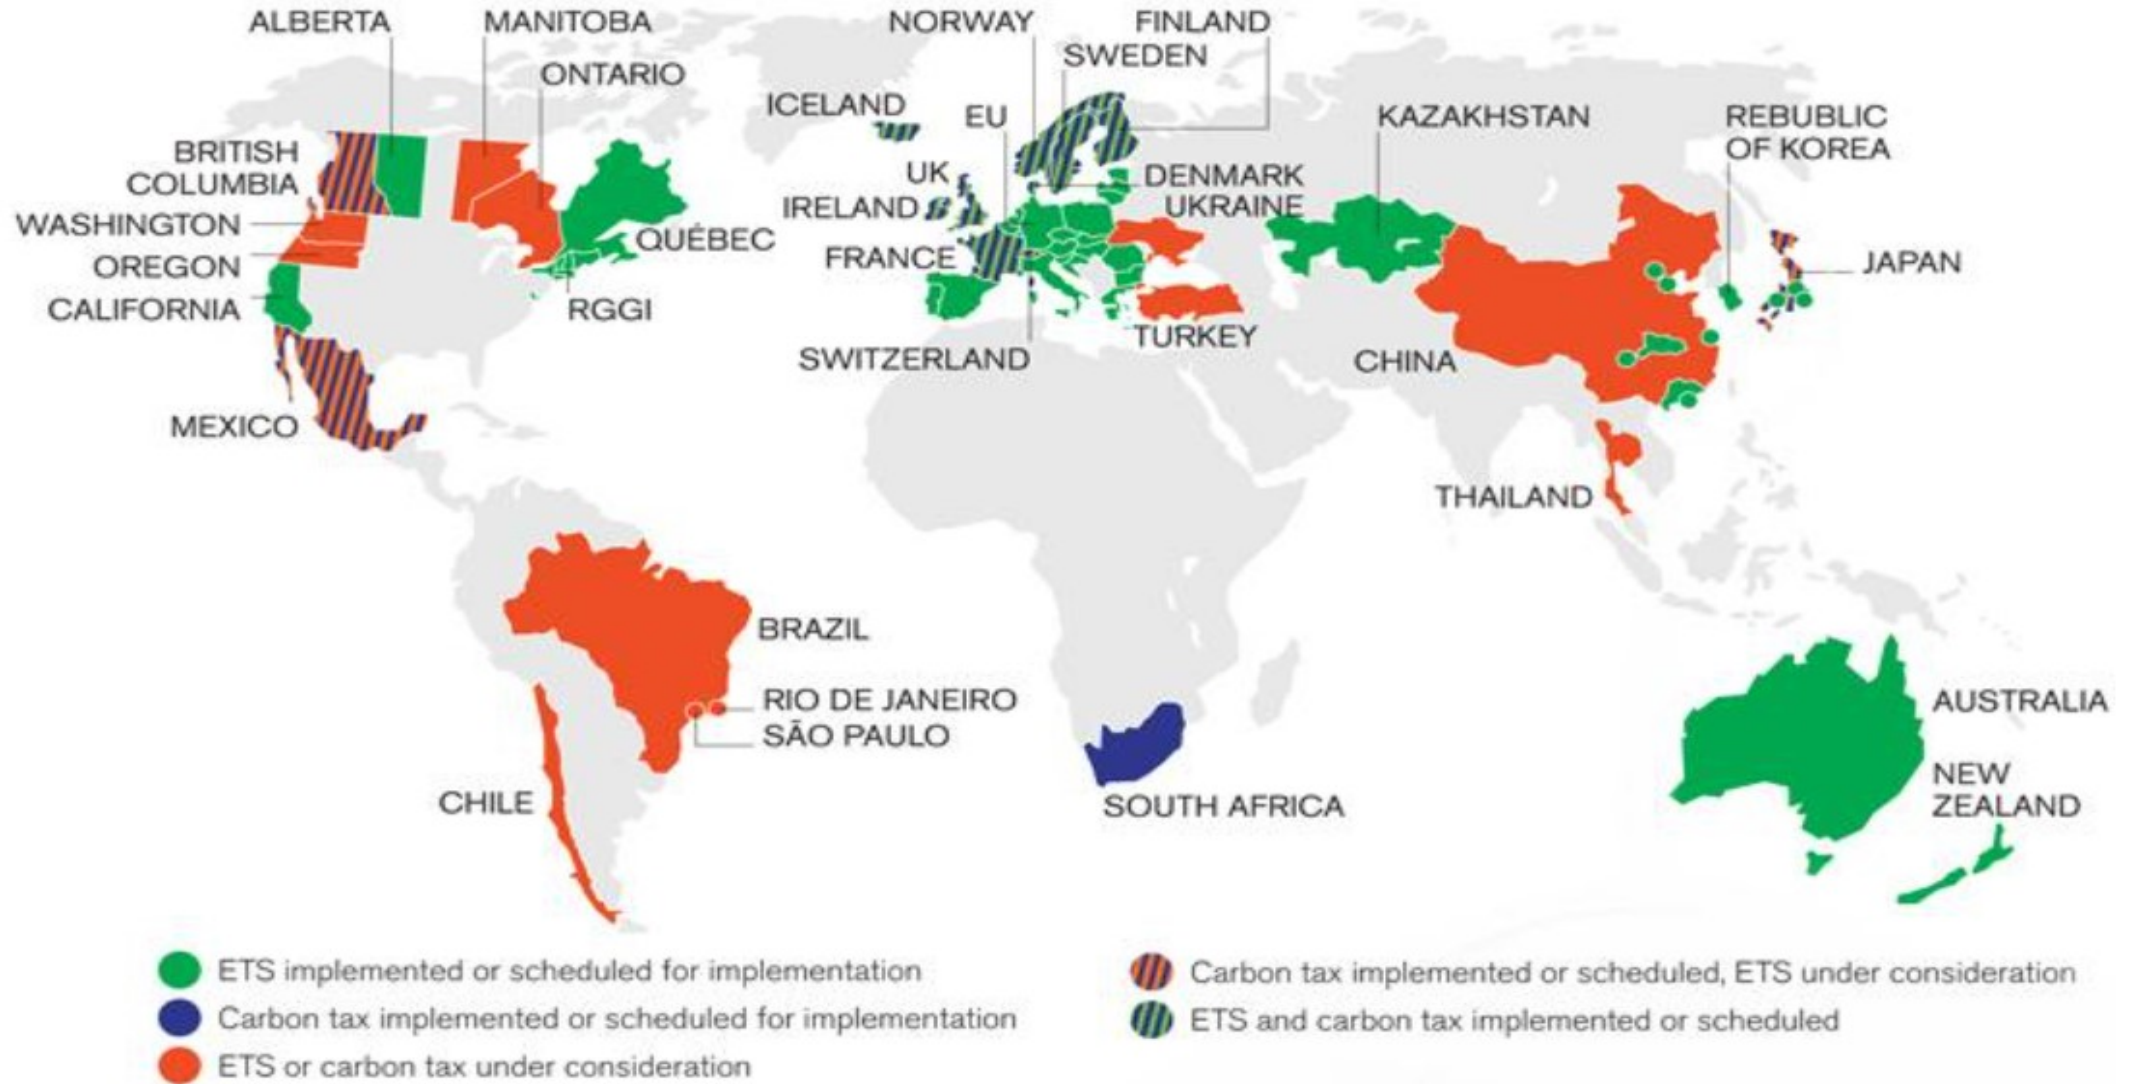 ALBERTA
MANITOBA
NORWAY
FINLAND
SWEDEN
ONTARIO
ICELAND
EU
KAZAKHSTAN
REBUBLIC
OF KOREA
BRITISH
COLUMBIA
UK
DENMARK
IRELAND
UKRAINE
WASHINGTON
QUÉBEC
FRANCE
OREGON
JAPAN
CALIFORNIA
RGGI
TURKEY
SWITZERLAND
CHINA
MEXICO
THAILAND
BRAZIL
RIO DE JANEIRO
SÃO PAULO
AUSTRALIA
CHILE
SOUTH AFRICA
NEW
ZEALAND
ETS implemented or scheduled for implementation
Carbon tax implemented or scheduled for implementation
ETS or carbon tax under consideration
Carbon tax implemented or scheduled, ETS under consideration
ETS and carbon tax implemented or scheduled